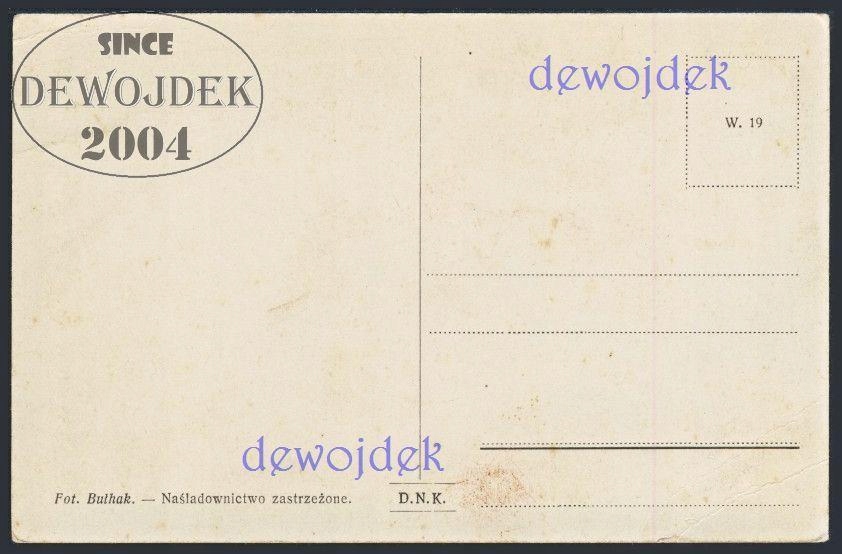 SINCE
DEWOJDEK
2004
dewojdek
W. 19
dewojdek
Fot. Bułhak. — Naśladownictwo zastrzeżone.
D.N.K.